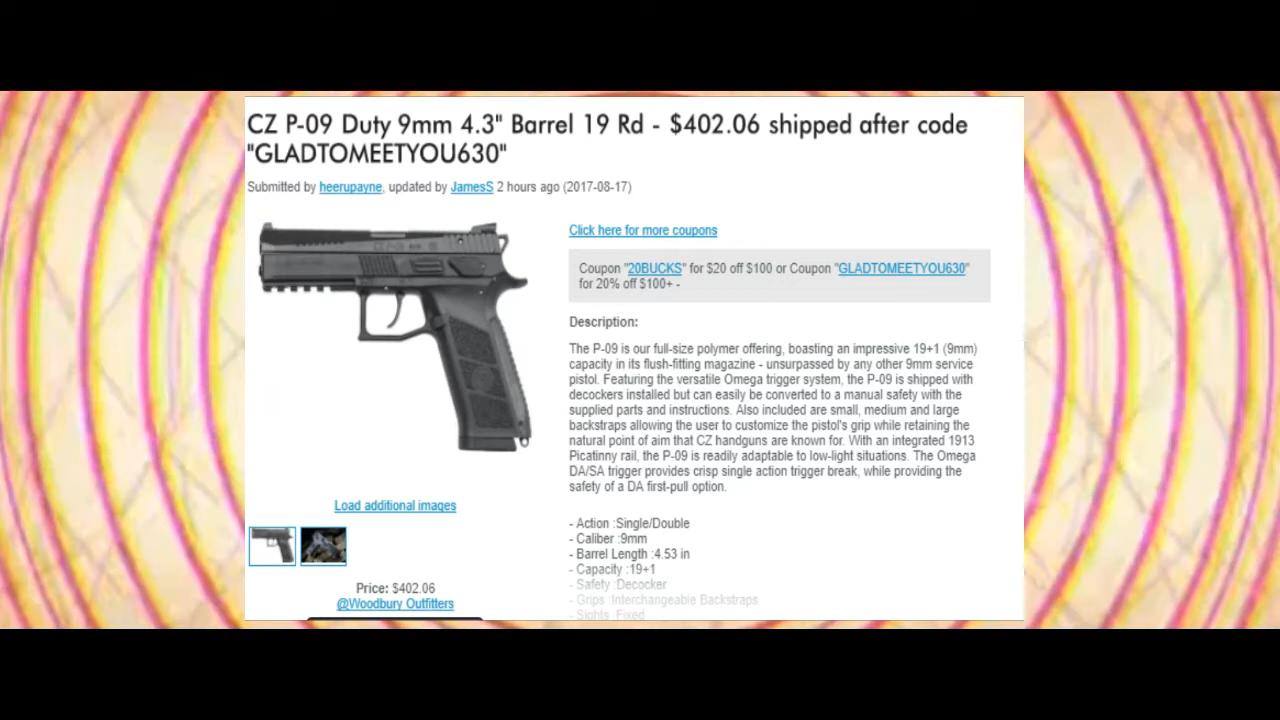 CZ P-09 Duty 9mm 4.3" Barrel 19 Rd - $402.06 shipped after code
"GLADTOMEETYOU630"
Submitted by heerupayne, updated by JamesS 2 hours ago (2017-08-17)
Click here for more coupons
Coupon "20BUCKS" for $20 off $100 or Coupon "GLADTOMEETYOU630"
for 20% off $100+ -
Description:
The P-09 is our full-size polymer offering, boasting an impressive 19+1 (9mm)
capacity in its flush-fitting magazine - unsurpassed by any other 9mm service
pistol. Featuring the versatile Omega trigger system, the P-09 is shipped with
decockers installed but can easily be converted to a manual safety with the
supplied parts and instructions. Also included are small, medium and large
backstraps allowing the user to customize the pistol's grip while retaining the
natural point of aim that CZ handguns are known for. With an integrated 1913
Picatinny rail, the P-09 is readily adaptable to low-light situations. The Omega
DA/SA trigger provides crisp single action trigger break, while providing the
safety of a DA first-pull option.
- Action :Single/Double
- Caliber :9mm
- Barrel Length :4.53 in
- Capacity :19+1
- Safety :Decocker
- Grips :Interchangeable Backstraps
- Sights :Fixed
Load additional images
Price: $402.06
@Woodbury Outfitters